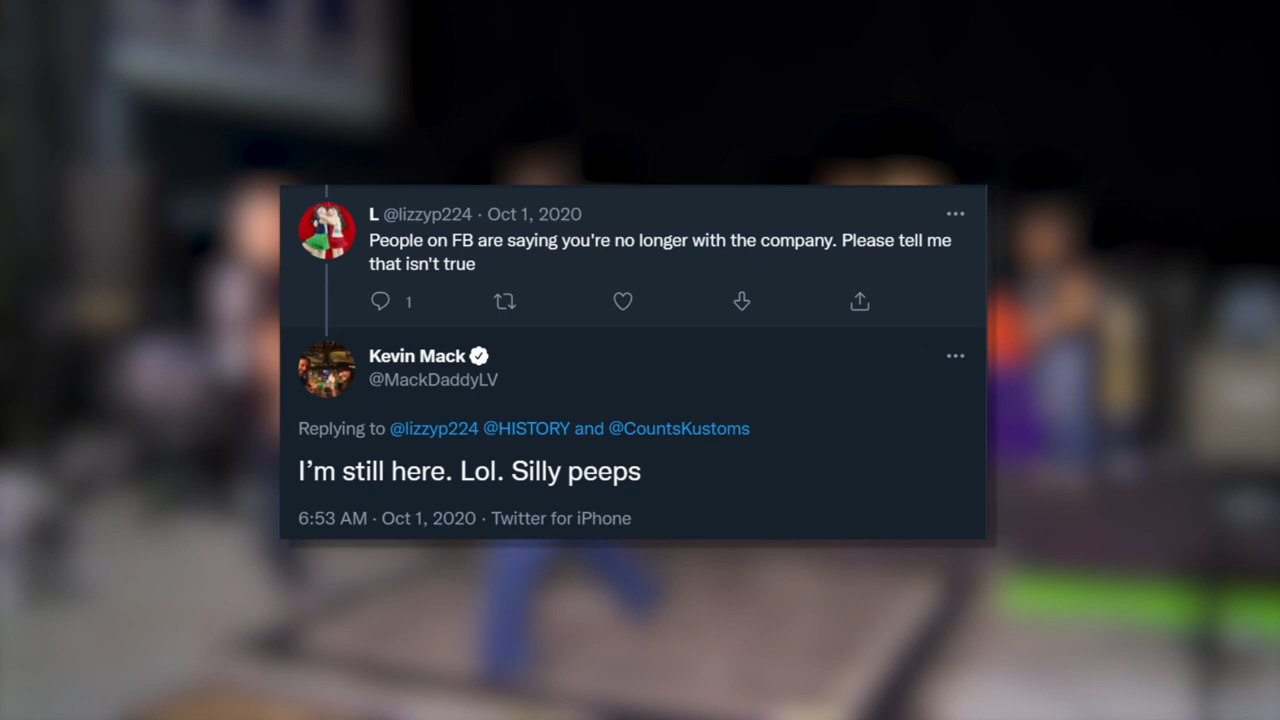 L @lizzyp224 · Oct 1, 2020
People on FB are saying you're no longer with the company. Please tell me
that isn't true
1
Kevin Mack
@MackDaddyLV
Replying to @lizzyp224 @HISTORY and @CountsKustoms
I’m still here. Lol. Silly peeps
6:53 AM · Oct 1, 2020 · Twitter for iPhone